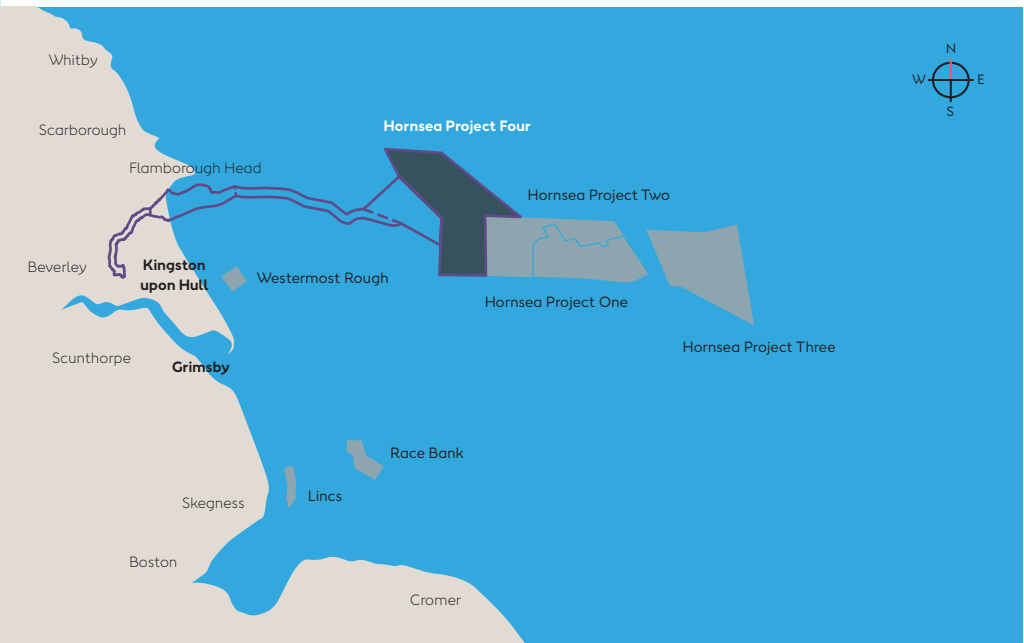 Whitby
N
W
E
S
Scarborough
Hornsea Project Four
Flamborough Head
Hornsea Project Two
Beverley
Kingston
upon Hull
Westermost Rough
Hornsea Project One
Hornsea Project Three
Scunthorpe
Grimsby
Race Bank
Lincs
Skegness
Boston
Cromer